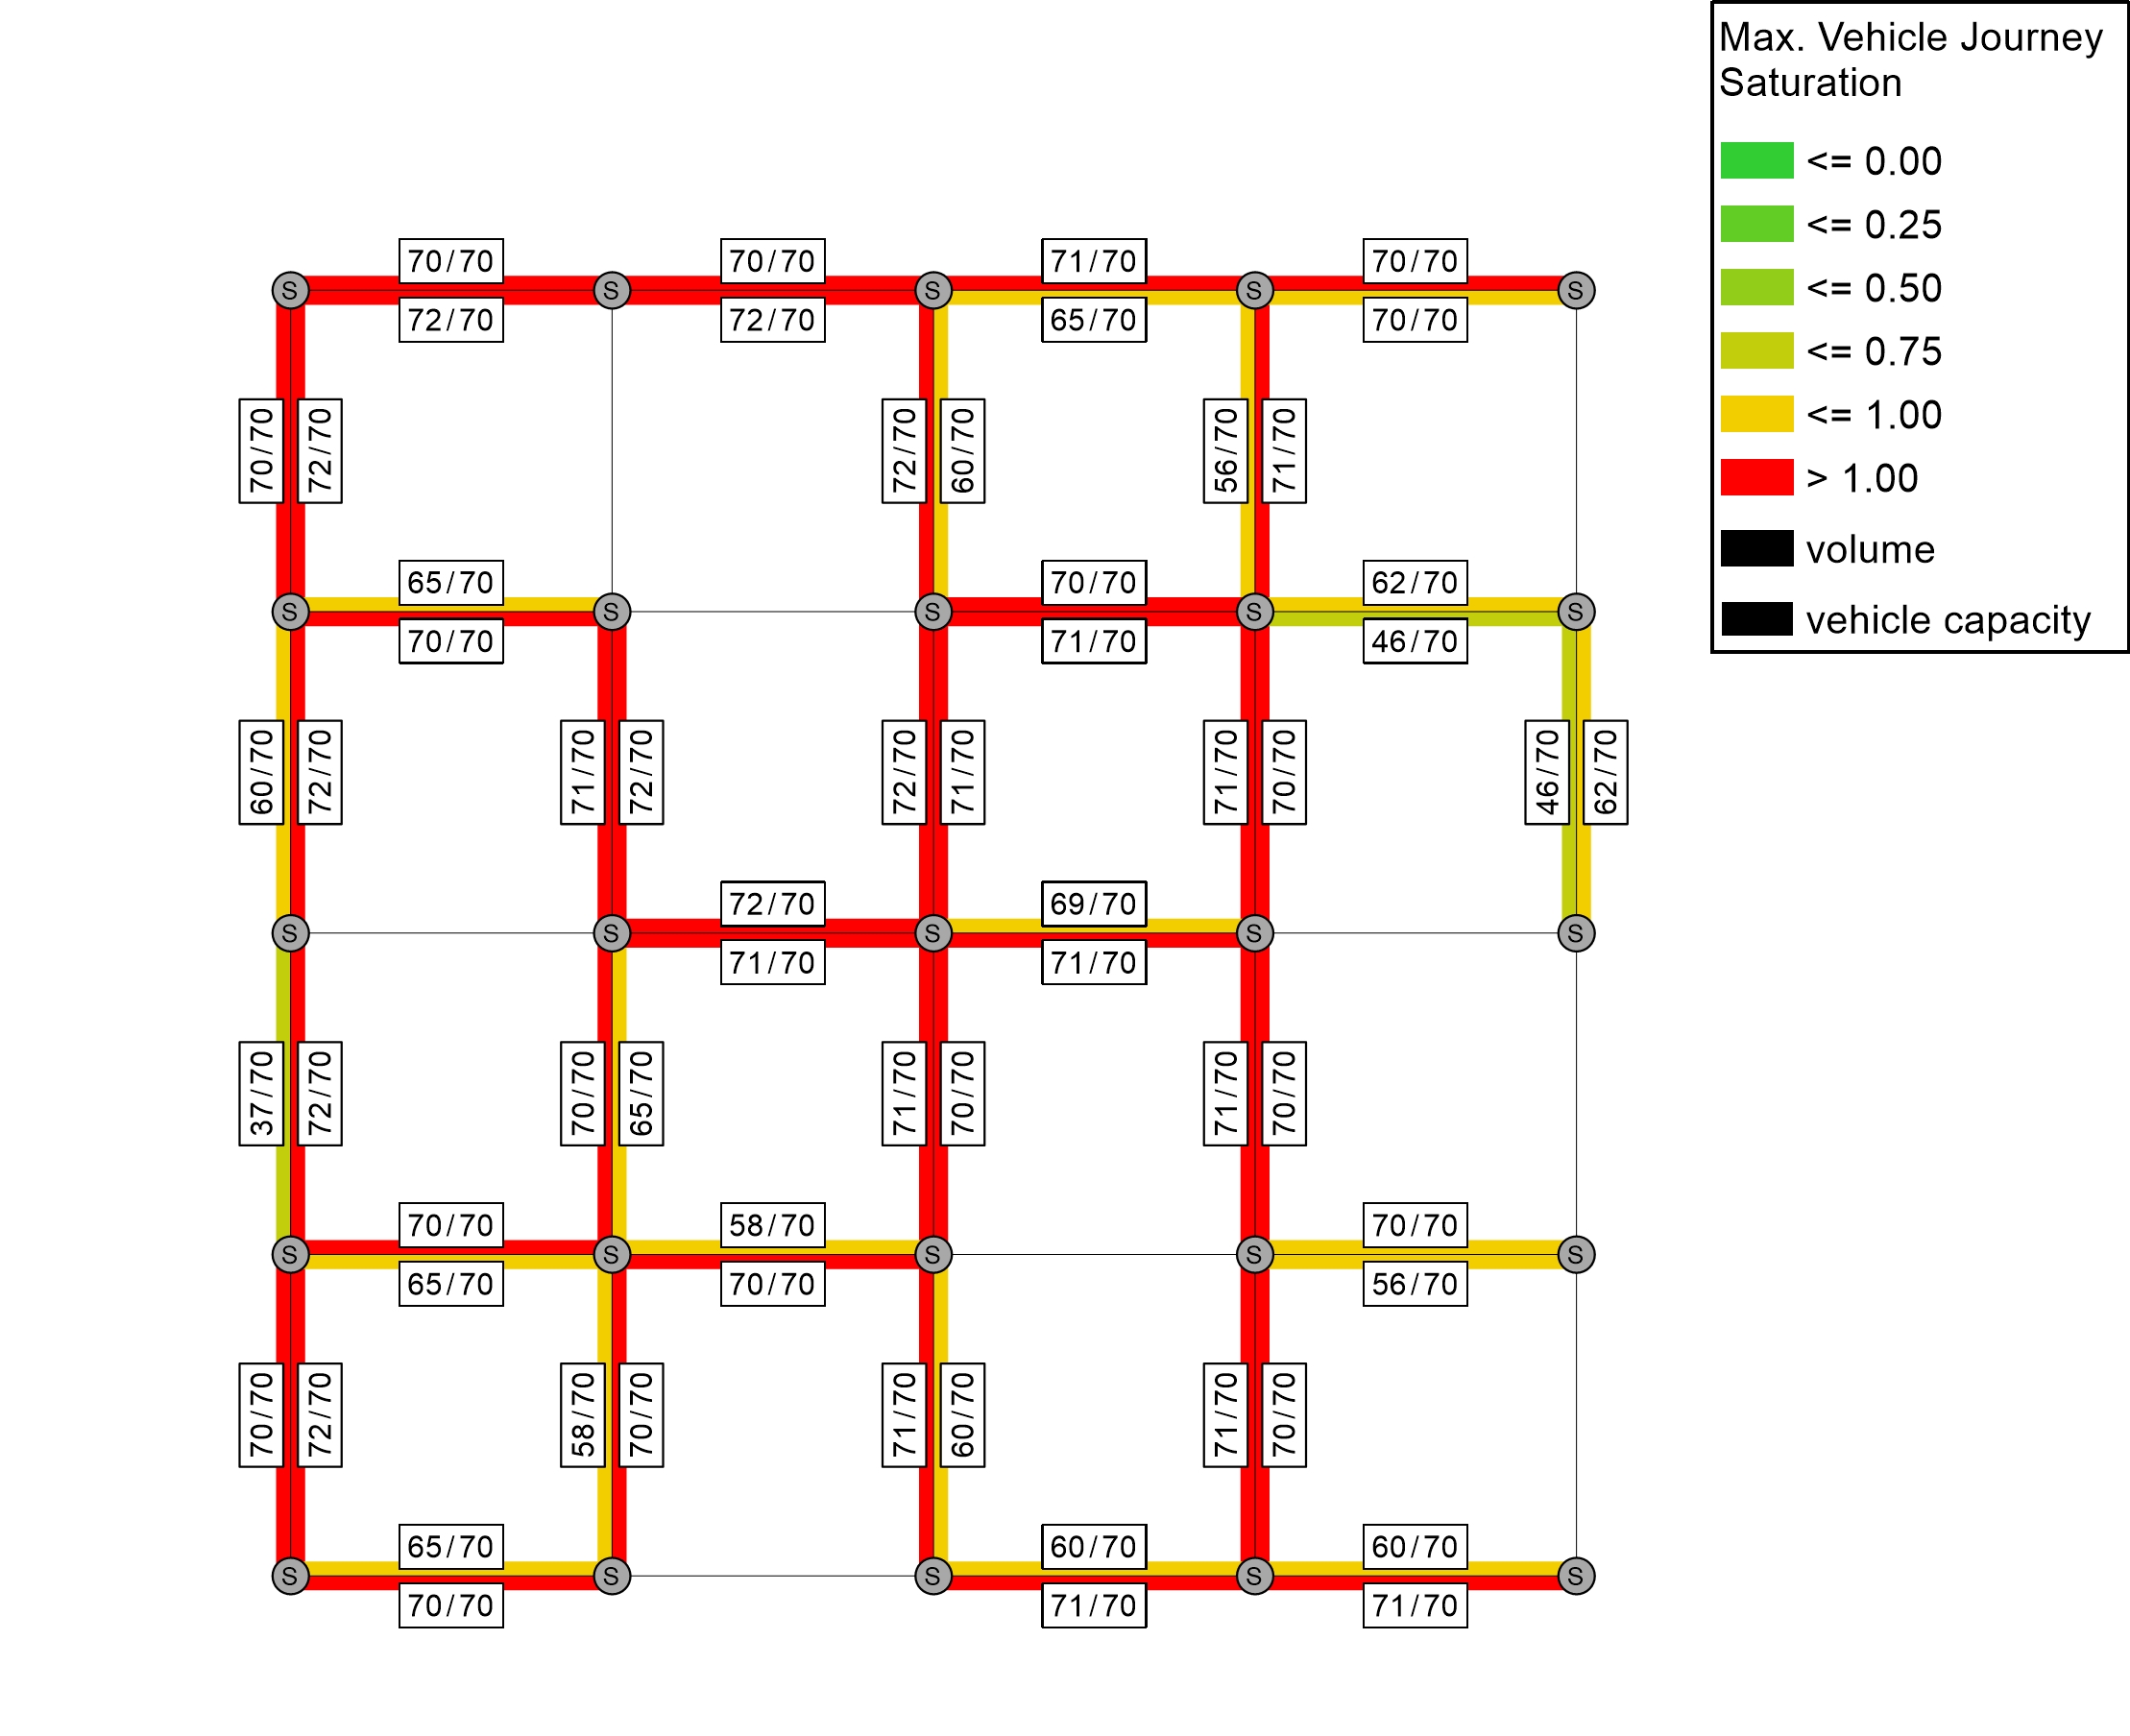 Max. Vehicle Journey
Saturation
<= 0.00
<= 0.25
<= 0.50
<= 0.75
<= 1.00
> 1.00
volume
vehicle capacity
70/70 70/70 71/70 70/70
S S S S S
72/70 72/70 65/70 70/70
70/70 72/70 72/70 60/70 56/70 71/70
65/70 70/70 62/70
S S S S S
70/70 71/70 46/70
60/70 72/70 71/70 72/70 72/70 71/70 71/70 70/70 46/70 62/70
72/70 69/70
S S S S S
71/70 71/70
37/70 72/70 70/70 65/70 71/70 70/70 71/70 70/70
70/70 58/70 70/70
S S S S S
65/70 70/70 56/70
70/70 72/70 58/70 70/70 71/70 60/70 71/70 70/70
65/70 60/70 60/70
S S S S S
70/70 71/70 71/70